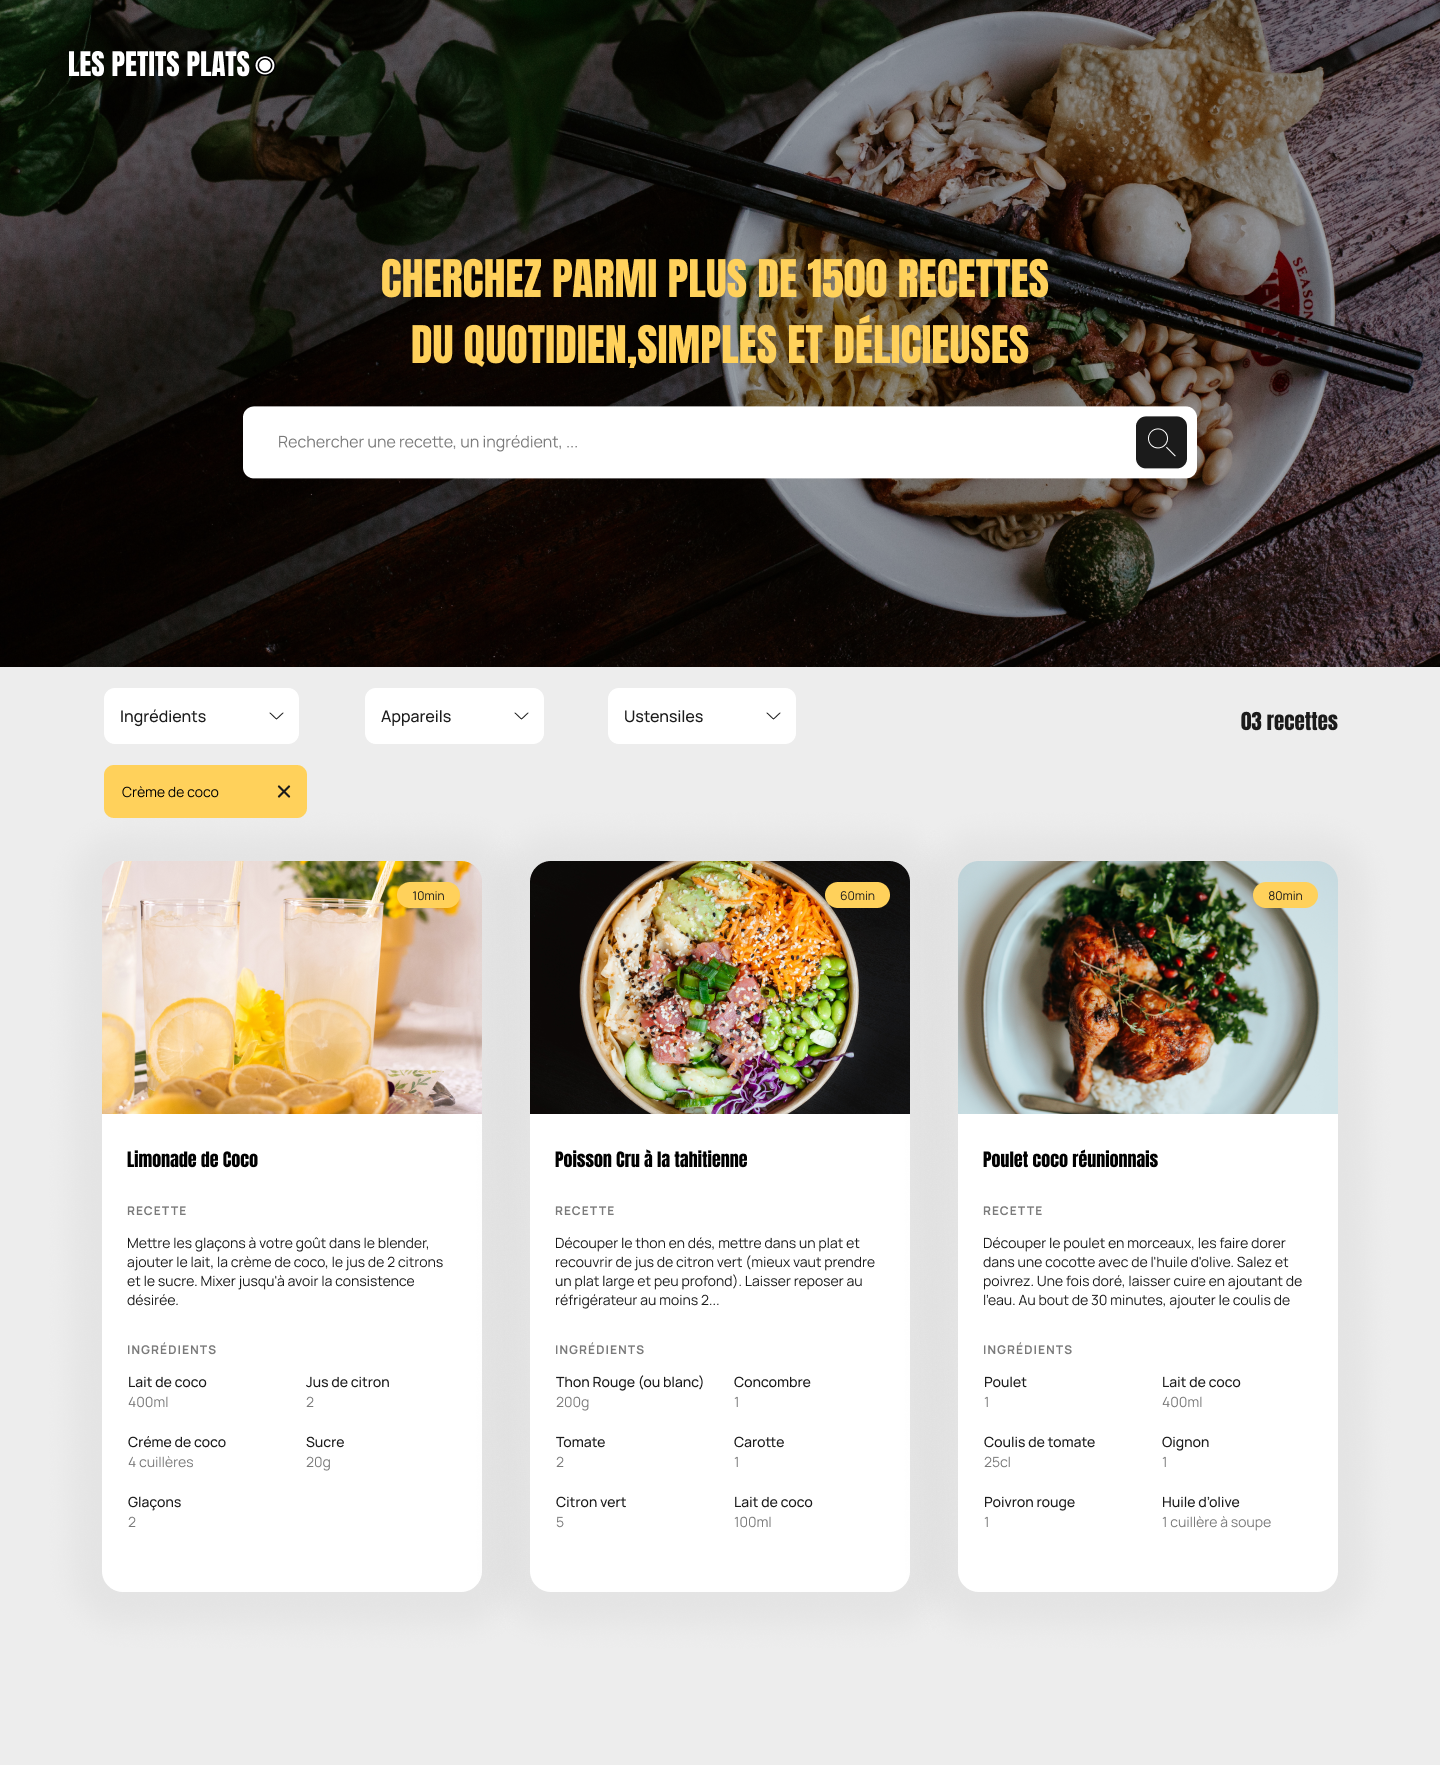 LES PETITS PLATS
CHERCHEZ PARMI PLUS DE 1500 RECETTES
DU QUOTIDIEN,SIMPLES ET DÉLICIEUSES
SEASON
Rechercher une recette, un ingrédient, ...
Ingrédients
Appareils
Ustensiles
03 recettes
Crème de coco
10min
Limonade de Coco
RECETTE
Mettre les glaçons à votre goût dans le blender,
ajouter le lait, la crème de coco, le jus de 2 citrons
et le sucre. Mixer jusqu'à avoir la consistence
désirée.
INGRÉDIENTS
Lait de coco
400ml
Jus de citron
2
Créme de coco
4 cuillères
Sucre
20g
Glaçons
2
60min
Poisson Cru à la tahitienne
RECETTE
Découper le thon en dés, mettre dans un plat et
recouvrir de jus de citron vert (mieux vaut prendre
un plat large et peu profond). Laisser reposer au
réfrigérateur au moins 2...
INGRÉDIENTS
Thon Rouge (ou blanc)
200g
Concombre
1
Tomate
2
Carotte
1
Citron vert
5
Lait de coco
100ml
80min
Poulet coco réunionnais
RECETTE
Découper le poulet en morceaux, les faire dorer
dans une cocotte avec de l'huile d'olive. Salez et
poivrez. Une fois doré, laisser cuire en ajoutant de
l'eau. Au bout de 30 minutes, ajouter le coulis de
INGRÉDIENTS
Poulet
1
Lait de coco
400ml
Coulis de tomate
25cl
Oignon
1
Poivron rouge
1
Huile d'olive
1 cuillère à soupe